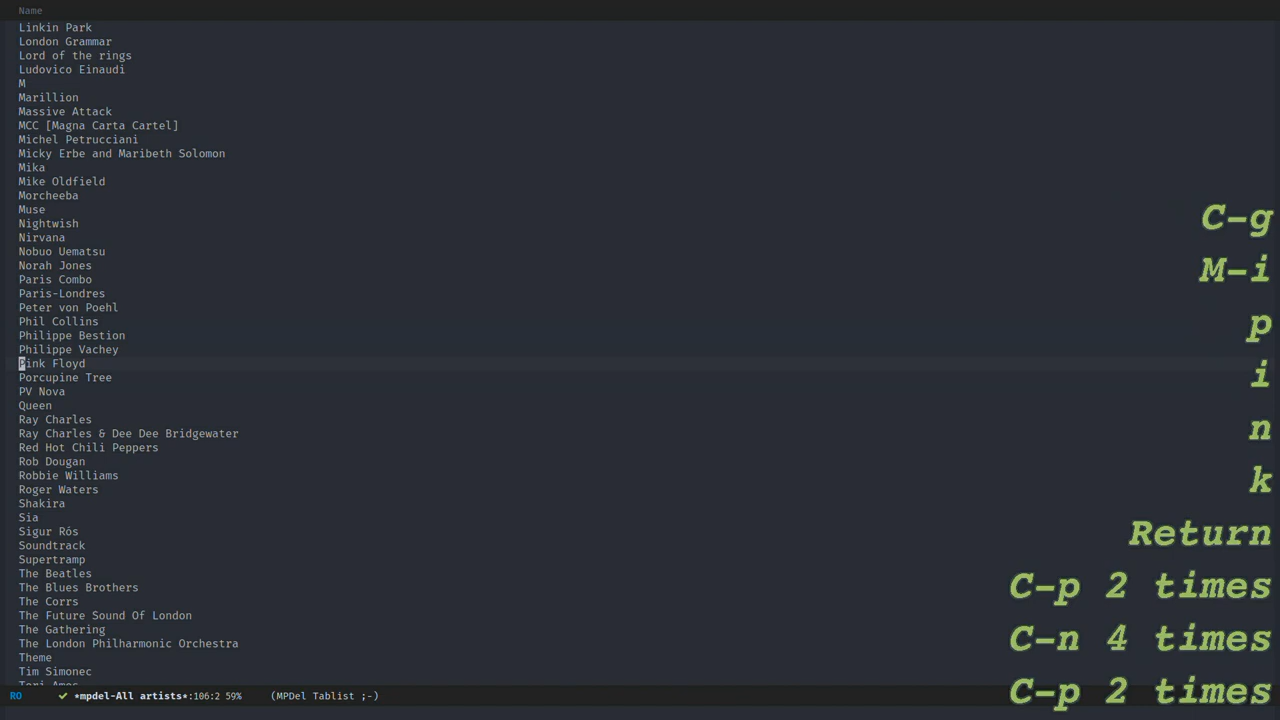 Name
Linkin Park
London Grammar
Lord of the rings
Ludovico Einaudi
M
Marillion
Massive Attack
MCC [Magna Carta Cartel]
Michel Petrucciani
Micky Erbe and Maribeth Solomon
Mika
Mike Oldfield
Morcheeba
Muse
Nightwish
Nirvana
Nobuo Uematsu
Norah Jones
Paris Combo
Paris-Londres
Peter von Poehl
Phil Collins
Philippe Bestion
Philippe Vachey
Pink Floyd
Porcupine Tree
PV Nova
Queen
Ray Charles
Ray Charles & Dee Dee Bridgewater
Red Hot Chili Peppers
Rob Dougan
Robbie Williams
Roger Waters
Shakira
Sia
Sigur Rós
Soundtrack
Supertramp
The Beatles
The Blues Brothers
The Corrs
The Future Sound Of London
The Gathering
The London Philharmonic Orchestra
Theme
Tim Simonec
Tori Amos
RO ✔ *mpdel-All artists*:106:2 59% (MPDel Tablist ;-)
C-g
M-i
p
i
n
k
Return
C-p 2 times
C-n 4 times
C-p 2 times